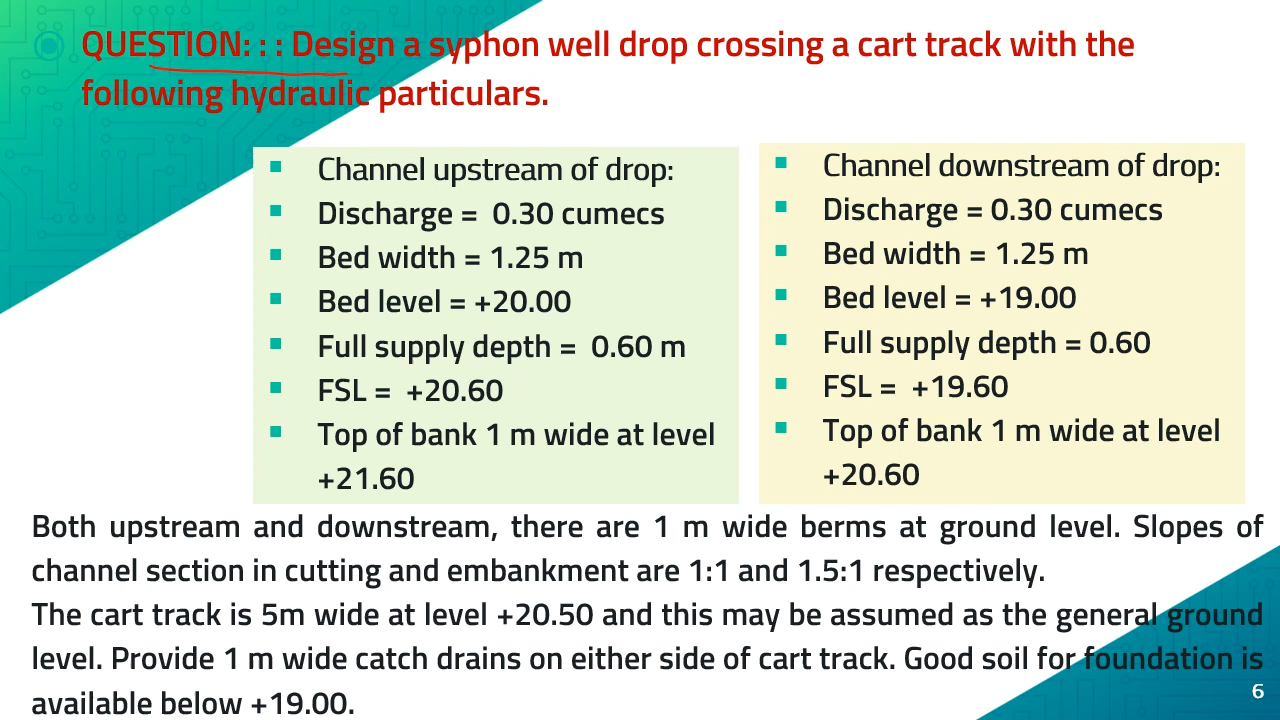 QUESTION: : : Design a syphon well drop crossing a cart track with the
following hydraulic particulars.
Channel upstream of drop:
Discharge = 0.30 cumecs
Bed width = 1.25 m
Bed level = +20.00
Full supply depth = 0.60 m
FSL = +20.60
Top of bank 1 m wide at level
+21.60
Channel downstream of drop:
Discharge = 0.30 cumecs
Bed width = 1.25 m
Bed level = +19.00
Full supply depth = 0.60
FSL = +19.60
Top of bank 1 m wide at level
+20.60
Both upstream and downstream, there are 1 m wide berms at ground level. Slopes of
channel section in cutting and embankment are 1:1 and 1.5:1 respectively.
The cart track is 5m wide at level +20.50 and this may be assumed as the general ground
level. Provide 1 m wide catch drains on either side of cart track. Good soil for foundation is
available below +19.00.
6